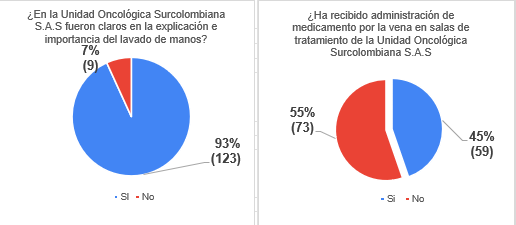 ¿En la Unidad Oncológica Surcolombiana
S.A.S fueron claros en la explicación e
importancia del lavado de manos?
7%
(9)
93%
(123)
SI No
¿Ha recibido administración de
medicamento por la vena en salas de
tratamiento de la Unidad Oncológica
Surcolombiana S.A.S
55%
(73)
45%
(59)
Si No